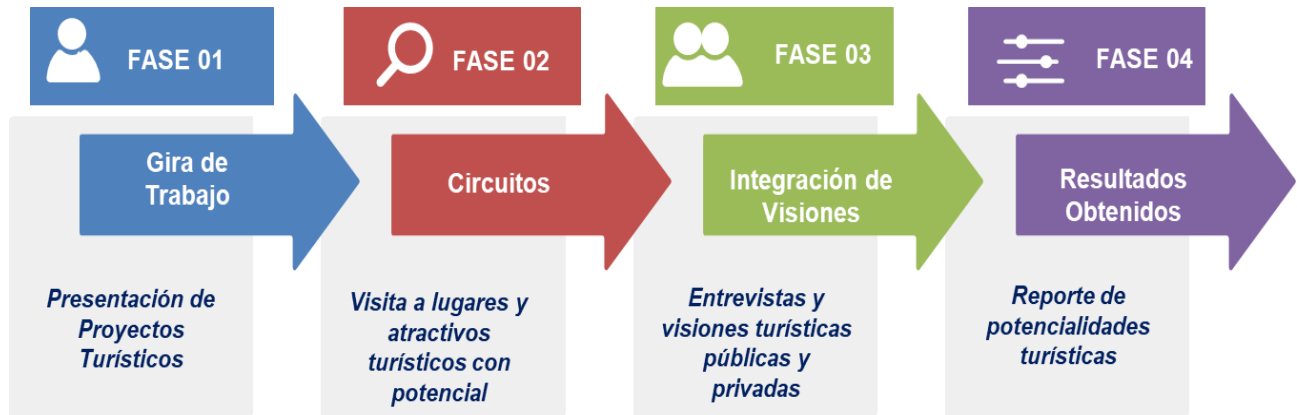 FASE 01
Gira de
Trabajo
Presentación de
Proyectos
Turísticos
FASE 02
Circuitos
Visita a lugares y
atractivos
turísticos con
potencial
FASE 03
Integración de
Visiones
Entrevistas y
visiones turísticas
públicas y
privadas
FASE 04
Resultados
Obtenidos
Reporte de
potencialidades
turísticas